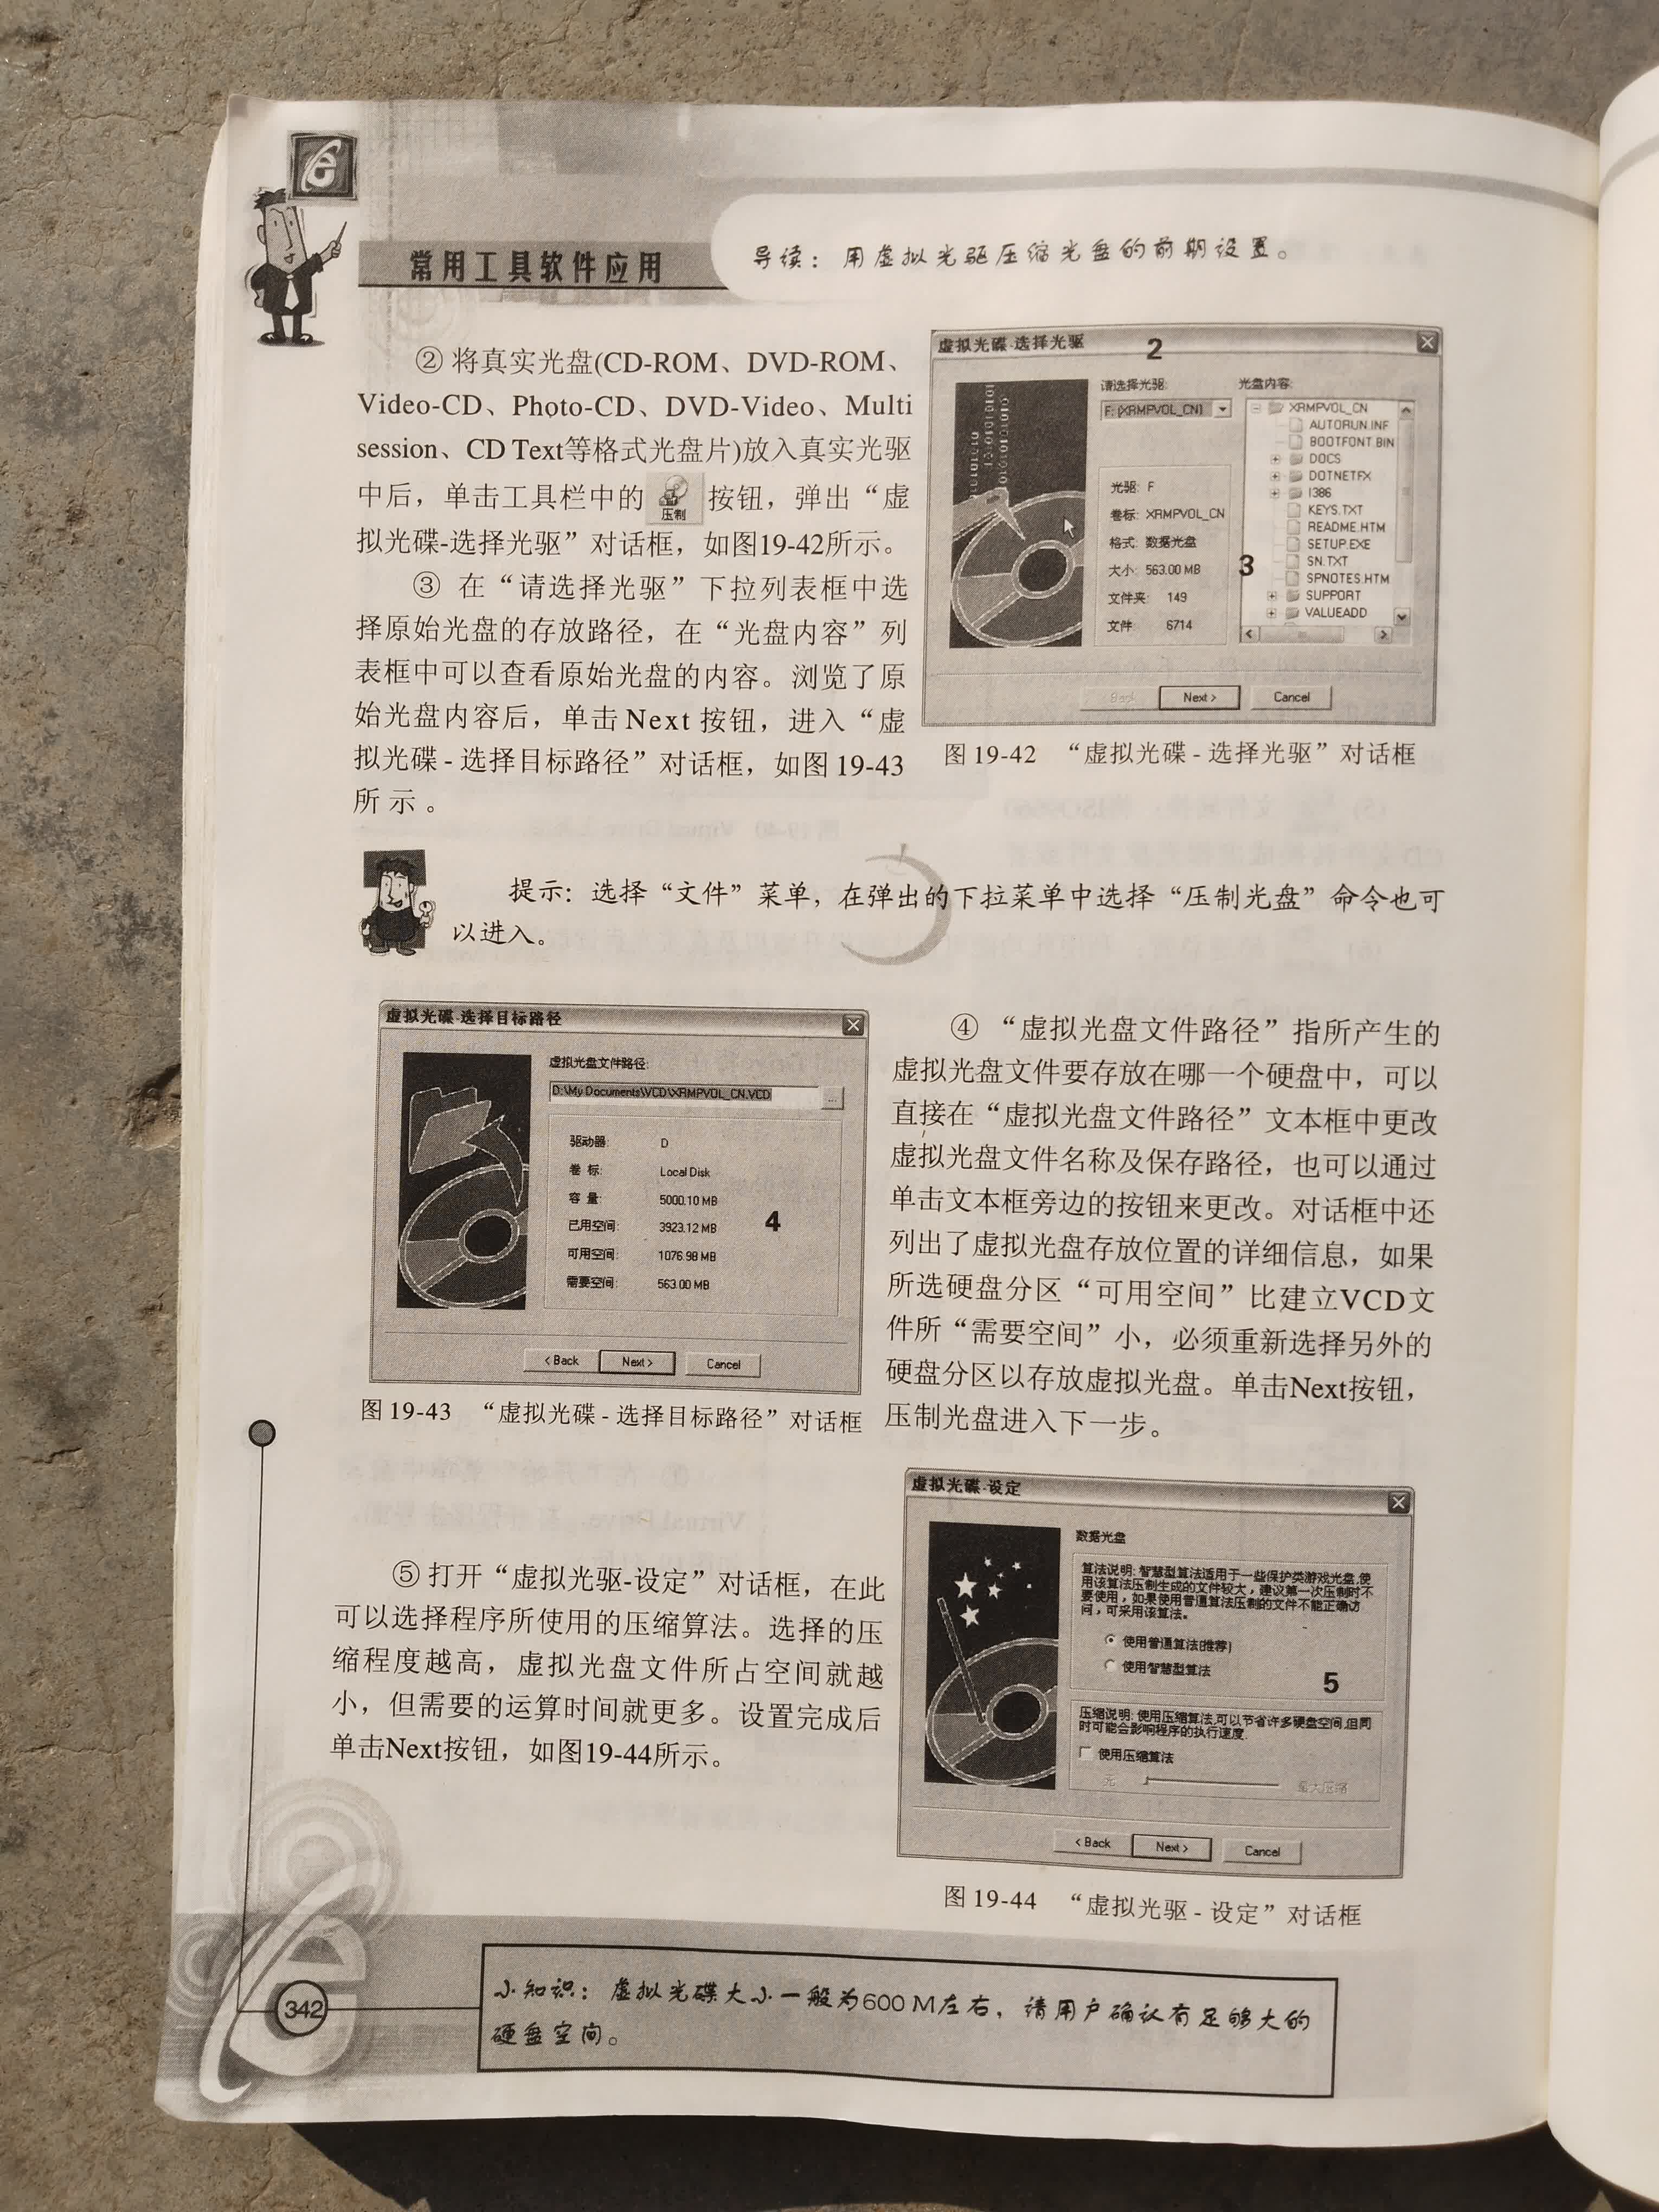 常用工具软件应用
导读：用虚拟光驱压缩光盘的前期设置。
② 将真实光盘(CD-ROM、DVD-ROM、
Video-CD、Photo-CD、DVD-Video、Multi
session、CD Text等格式光盘片)放入真实光驱
中后，单击工具栏中的 压制 按钮，弹出“虚
拟光碟-选择光驱”对话框，如图19-42所示。
③ 在“请选择光驱”下拉列表框中选
择原始光盘的存放路径，在“光盘内容”列
表框中可以查看原始光盘的内容。浏览了原
始光盘内容后，单击 Next 按钮，进入“虚
拟光碟 - 选择目标路径”对话框，如图 19-43
所示。
虚拟光碟-选择光驱
2
请选择光驱:
F: (XRMPVOL_CN)
光驱: F
卷标: XRMPVOL_CN
格式: 数据光盘
大小: 563.00 MB
文件夹: 149
文件: 6714
光盘内容:
XRMPVOL_CN
AUTORUN.INF
BOOTFONT.BIN
DOCS
DOTNETFX
I386
KEYS.TXT
README.HTM
SETUP.EXE
SN.TXT
SPNOTES.HTM
SUPPORT
VALUEADD
3
Back
Next >
Cancel
图 19-42 “虚拟光碟 - 选择光驱”对话框
提示：选择“文件”菜单，在弹出的下拉菜单中选择“压制光盘”命令也可
以进入。
虚拟光碟-选择目标路径
虚拟光盘文件路径:
D:\My Documents\VCD\XRMPVOL_CN.VCD
...
驱动器: D
卷 标: Local Disk
容 量: 5000.10 MB
已用空间: 3923.12 MB
可用空间: 1076.98 MB
需要空间: 563.00 MB
4
< Back
Next >
Cancel
图 19-43 “虚拟光碟 - 选择目标路径”对话框
④ “虚拟光盘文件路径”指所产生的
虚拟光盘文件要存放在哪一个硬盘中，可以
直接在“虚拟光盘文件路径”文本框中更改
虚拟光盘文件名称及保存路径，也可以通过
单击文本框旁边的按钮来更改。对话框中还
列出了虚拟光盘存放位置的详细信息，如果
所选硬盘分区“可用空间”比建立VCD文
件所“需要空间”小，必须重新选择另外的
硬盘分区以存放虚拟光盘。单击Next按钮，
压制光盘进入下一步。
⑤ 打开“虚拟光驱-设定”对话框，在此
可以选择程序所使用的压缩算法。选择的压
缩程度越高，虚拟光盘文件所占空间就越
小，但需要的运算时间就更多。设置完成后
单击Next按钮，如图19-44所示。
虚拟光碟-设定
数据光盘
算法说明: 智慧型算法适用于一些保护类游戏光盘,使
用该算法压制生成的文件较大，建议第一次压制时不
要使用，如果使用普通算法压制的文件不能正确访
问，可采用该算法。
使用普通算法(推荐)
使用智慧型算法
5
压缩说明: 使用压缩算法,可以节省许多硬盘空间,但同
时可能会影响程序的执行速度.
使用压缩算法
无
最大压缩
< Back
Next >
Cancel
图 19-44 “虚拟光驱 - 设定”对话框
342
小知识：虚拟光碟大小一般为600M左右，请用户确认有足够大的
硬盘空间。